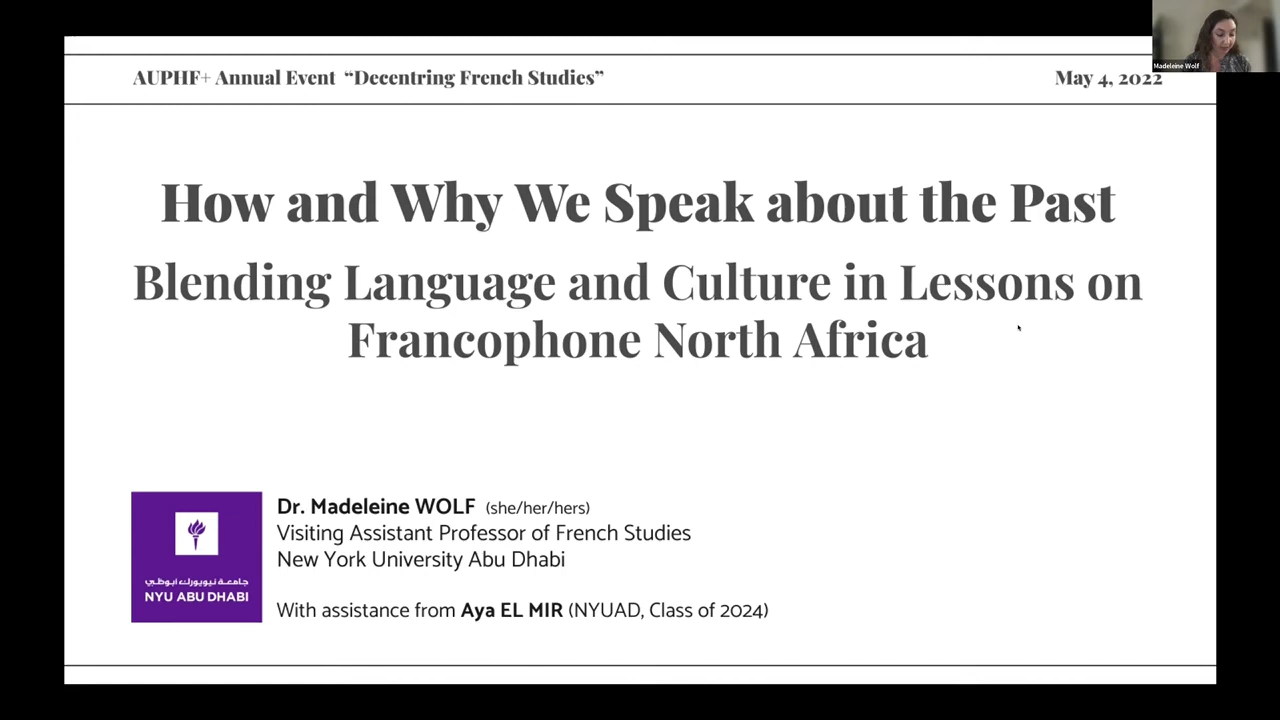 AUPHF+ Annual Event “Decentring French Studies”
May 4, 2022
Madeleine Wolf
How and Why We Speak about the Past
Blending Language and Culture in Lessons on
Francophone North Africa
Dr. Madeleine WOLF (she/her/hers)
Visiting Assistant Professor of French Studies
New York University Abu Dhabi
جامعة نيويورك أبوظبي
NYU ABU DHABI
With assistance from Aya EL MIR (NYUAD, Class of 2024)